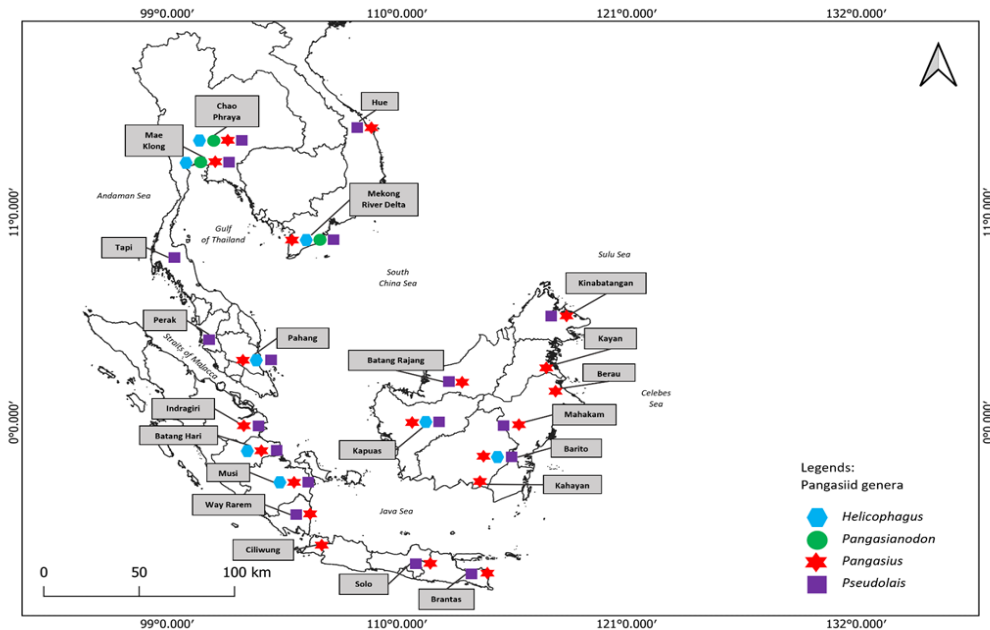 99°0.000′
110°0.000′
121°0.000′
132°0.000′
Chao
Phraya
Hue
Mae
Klong
Andaman Sea
Mekong
River Delta
11°0.000′
11°0.000′
Gulf
of Thailand
Tapi
Sulu Sea
South
China Sea
Kinabatangan
Perak
Pahang
Kayan
Straits of Malacca
Batang Rajang
Berau
Celebes
Sea
Indragiri
Mahakam
0°0.000′
0°0.000′
Batang Hari
Kapuas
Barito
Musi
Kahayan
Legends:
Pangasiid genera
Way Rarem
Java Sea
Helicophagus
Pangasianodon
Ciliwung
Pangasius
0
50
100 km
Solo
Pseudolais
Brantas
99°0.000′
110°0.000′
121°0.000′
132°0.000′